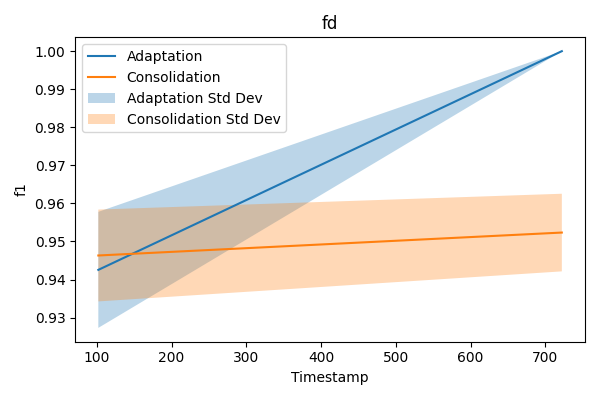 fd
Adaptation
Consolidation
Adaptation Std Dev
Consolidation Std Dev
f1
1.00
0.99
0.98
0.97
0.96
0.95
0.94
0.93
100 200 300 400 500 600 700
Timestamp